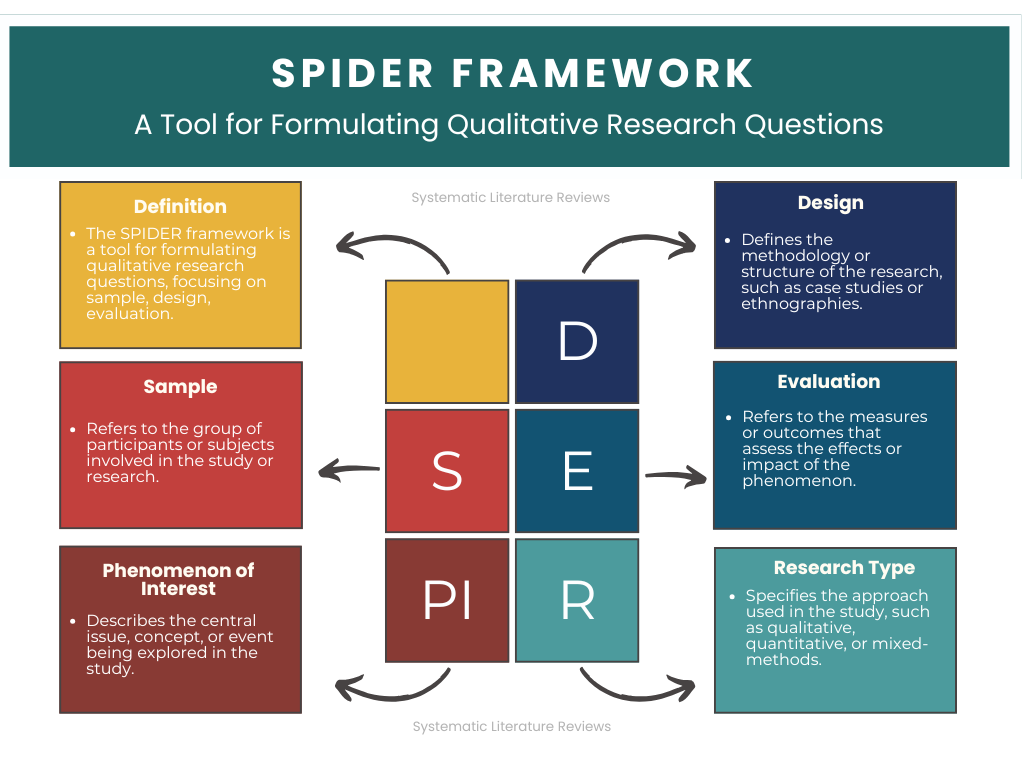 SPIDER FRAMEWORK
A Tool for Formulating Qualitative Research Questions
Systematic Literature Reviews
Definition
• The SPIDER framework is
a tool for formulating
qualitative research
questions, focusing on
sample, design,
evaluation.
Sample
• Refers to the group of
participants or subjects
involved in the study or
research.
Phenomenon of
Interest
• Describes the central
issue, concept, or event
being explored in the
study.
D
S
E
PI
R
Design
• Defines the
methodology or
structure of the research,
such as case studies or
ethnographies.
Evaluation
• Refers to the measures
or outcomes that
assess the effects or
impact of the
phenomenon.
Research Type
• Specifies the approach
used in the study, such
as qualitative,
quantitative, or mixed-
methods.
Systematic Literature Reviews